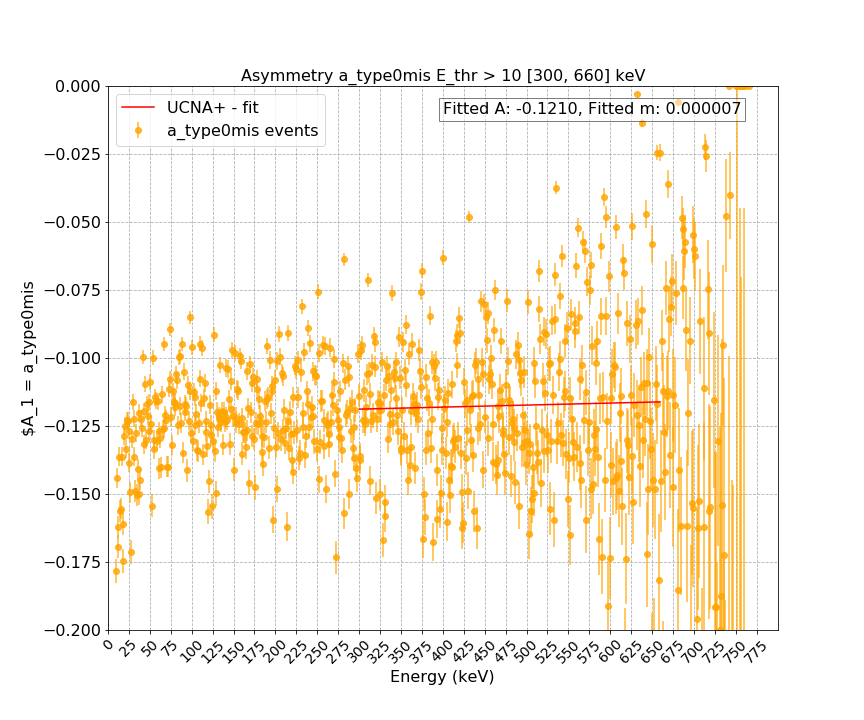 Asymmetry a_type0mis E_thr > 10 [300, 660] keV
UCNA+ - fit
a_type0mis events
Fitted A: -0.1210, Fitted m: 0.000007
$A_1 = a_type0mis
0.000
−0.025
−0.050
−0.075
−0.100
−0.125
−0.150
−0.175
−0.200
0 25 50 75 100 125 150 175 200 225 250 275 300 325 350 375 400 425 450 475 500 525 550 575 600 625 650 675 700 725 750 775
Energy (keV)